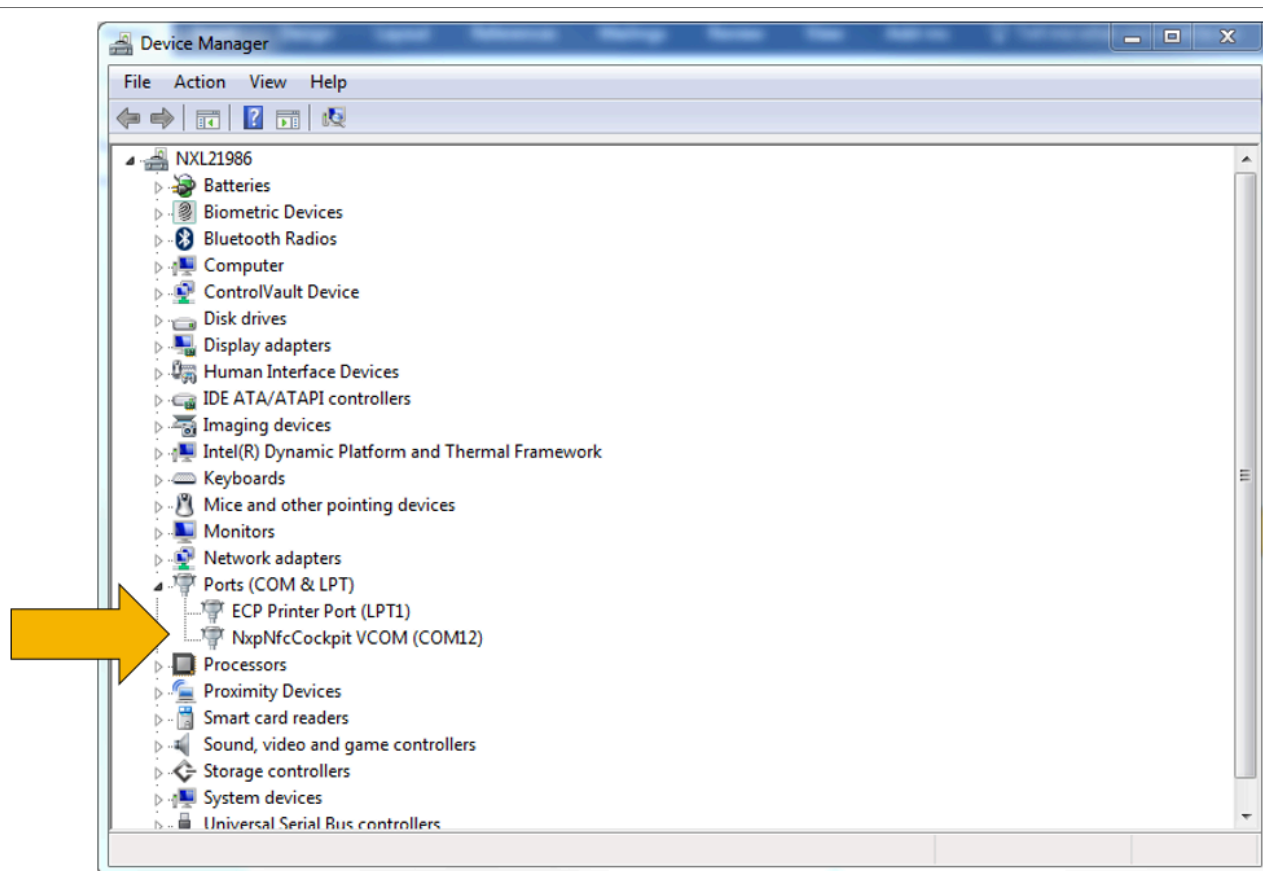 Device Manager
File Action View Help
NXL21986
Batteries
Biometric Devices
Bluetooth Radios
Computer
ControlVault Device
Disk drives
Display adapters
Human Interface Devices
IDE ATA/ATAPI controllers
Imaging devices
Intel(R) Dynamic Platform and Thermal Framework
Keyboards
Mice and other pointing devices
Monitors
Network adapters
Ports (COM & LPT)
ECP Printer Port (LPT1)
NxpNfcCockpit VCOM (COM12)
Processors
Proximity Devices
Smart card readers
Sound, video and game controllers
Storage controllers
System devices
Universal Serial Bus controllers